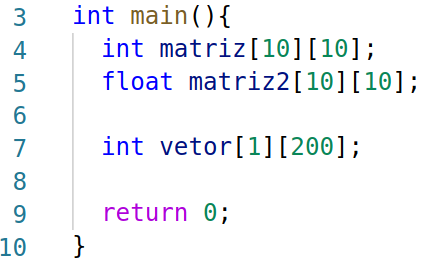 3 int main(){
4 int matriz[10][10];
5 float matriz2[10][10];
6
7 int vetor[1][200];
8
9 return 0;
10 }